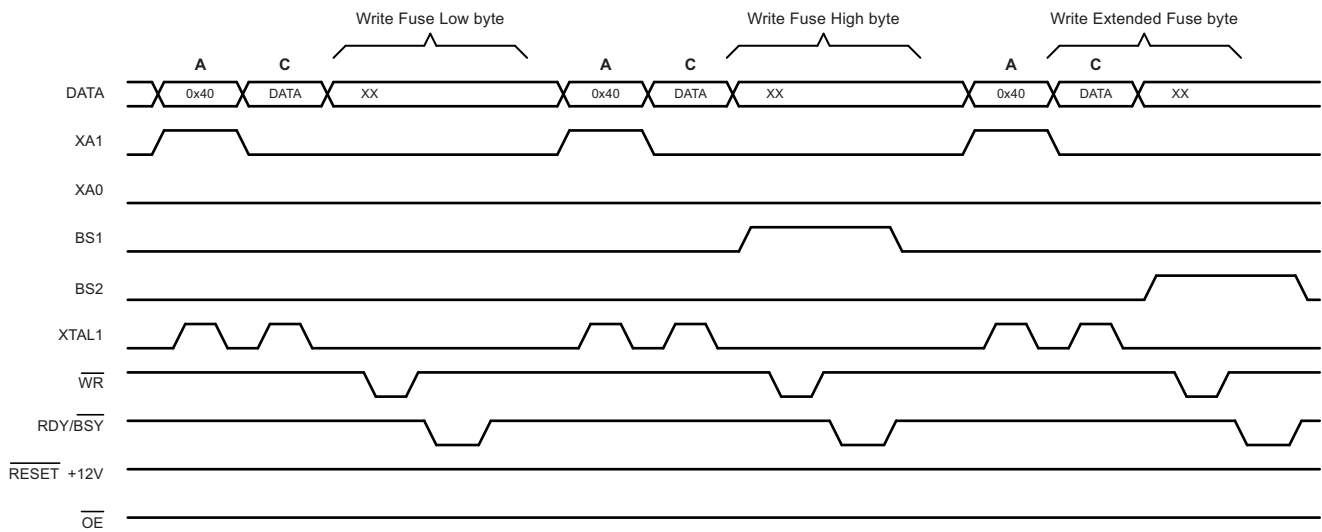 Write Fuse Low byte Write Fuse High byte Write Extended Fuse byte
A C A C A C
DATA 0x40 DATA XX 0x40 DATA XX 0x40 DATA XX
XA1
XA0
BS1
BS2
XTAL1
WR
RDY/BSY
RESET +12V
OE